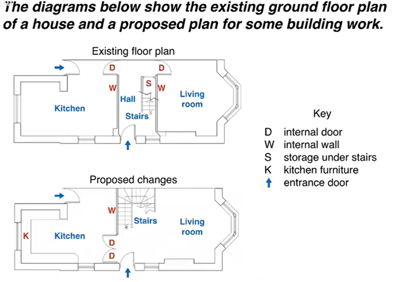 The diagrams below show the existing ground floor plan
of a house and a proposed plan for some building work.
Existing floor plan
D D
W S W
Hall Living
Kitchen room
Stairs
Key
D internal door
W internal wall
S storage under stairs
K kitchen furniture
entrance door
Proposed changes
W Stairs Living
K Kitchen room
D
D